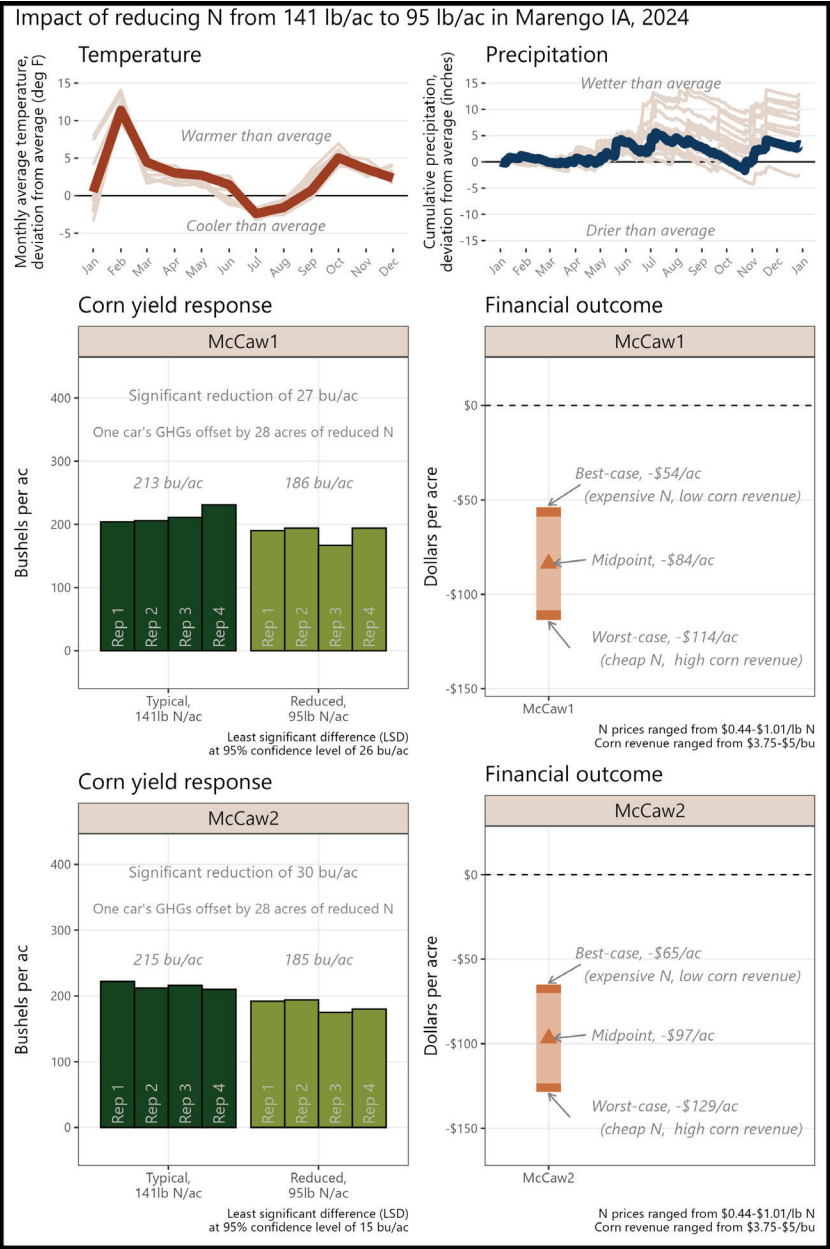 Impact of reducing N from 141 lb/ac to 95 lb/ac in Marengo IA, 2024
Temperature
Monthly average temperature,
deviation from average (deg F)
15
10
5
0
-5
Warmer than average
Cooler than average
Jan
Feb
Mar
Apr
May
Jun
Jul
Aug
Sep
Oct
Nov
Dec
Precipitation
Cumulative precipitation,
deviation from average (inches)
15
10
5
0
-5
-10
-15
Wetter than average
Drier than average
Jan
Feb
Mar
Apr
May
Jun
Jul
Aug
Sep
Oct
Nov
Dec
Jan
Corn yield response
McCaw1
Bushels per ac
400
300
200
100
0
Significant reduction of 27 bu/ac
One car's GHGs offset by 28 acres of reduced N
213 bu/ac
186 bu/ac
Rep 1
Rep 2
Rep 3
Rep 4
Rep 1
Rep 2
Rep 3
Rep 4
Typical,
141lb N/ac
Reduced,
95lb N/ac
Least significant difference (LSD)
at 95% confidence level of 26 bu/ac
Financial outcome
McCaw1
Dollars per acre
$0
-$50
-$100
-$150
Best-case, -$54/ac
(expensive N, low corn revenue)
Midpoint, -$84/ac
Worst-case, -$114/ac
(cheap N, high corn revenue)
McCaw1
N prices ranged from $0.44-$1.01/lb N
Corn revenue ranged from $3.75-$5/bu
Corn yield response
McCaw2
Bushels per ac
400
300
200
100
0
Significant reduction of 30 bu/ac
One car's GHGs offset by 28 acres of reduced N
215 bu/ac
185 bu/ac
Rep 1
Rep 2
Rep 3
Rep 4
Rep 1
Rep 2
Rep 3
Rep 4
Typical,
141lb N/ac
Reduced,
95lb N/ac
Least significant difference (LSD)
at 95% confidence level of 15 bu/ac
Financial outcome
McCaw2
Dollars per acre
$0
-$50
-$100
-$150
Best-case, -$65/ac
(expensive N, low corn revenue)
Midpoint, -$97/ac
Worst-case, -$129/ac
(cheap N, high corn revenue)
McCaw2
N prices ranged from $0.44-$1.01/lb N
Corn revenue ranged from $3.75-$5/bu